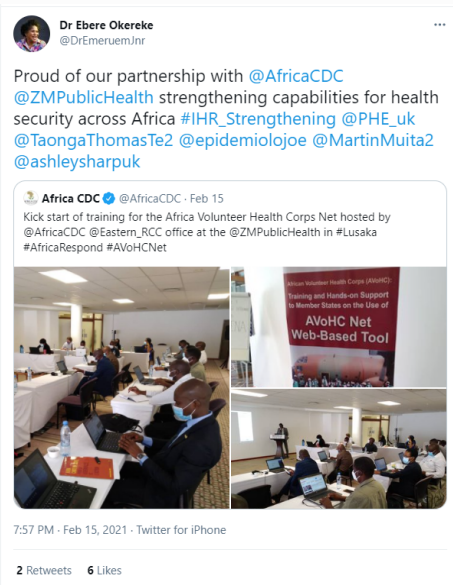 Dr Ebere Okereke
@DrEmeruemJnr
Proud of our partnership with @AfricaCDC
@ZMPublicHealth strengthening capabilities for health
security across Africa #IHR_Strengthening @PHE_uk
@TaongaThomasTe2 @epidemiolojoe @MartinMuita2
@ashleysharpuk
Africa CDC @AfricaCDC · Feb 15
Kick start of training for the Africa Volunteer Health Corps Net hosted by
@AfricaCDC @Eastern_RCC office at the @ZMPublicHealth in #Lusaka
#AfricaRespond #AVoHCNet
African Volunteer Health Corps (AVoHC):
Training and Hands-on Support
to Member States on the Use of
AVoHC Net
Web-Based Tool
7:57 PM · Feb 15, 2021 · Twitter for iPhone
2 Retweets 6 Likes